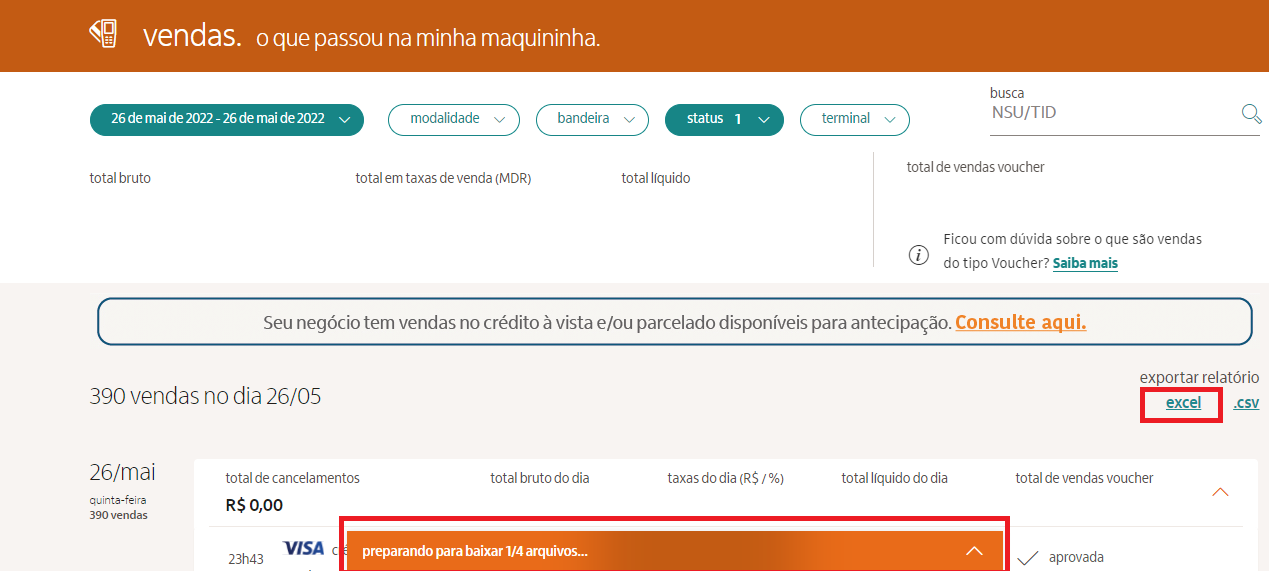 vendas. o que passou na minha maquininha.
26 de mai de 2022 - 26 de mai de 2022
modalidade
bandeira
status 1
terminal
busca
NSU/TID
total bruto
total em taxas de venda (MDR)
total líquido
total de vendas voucher
Ficou com dúvida sobre o que são vendas
do tipo Voucher? Saiba mais
Seu negócio tem vendas no crédito à vista e/ou parcelado disponíveis para antecipação. Consulte aqui.
390 vendas no dia 26/05
exportar relatório
excel .csv
26/mai
quinta-feira
390 vendas
total de cancelamentos
R$ 0,00
total bruto do dia
taxas do dia (R$ / %)
total líquido do dia
total de vendas voucher
23h43
VISA
preparando para baixar 1/4 arquivos...
aprovada